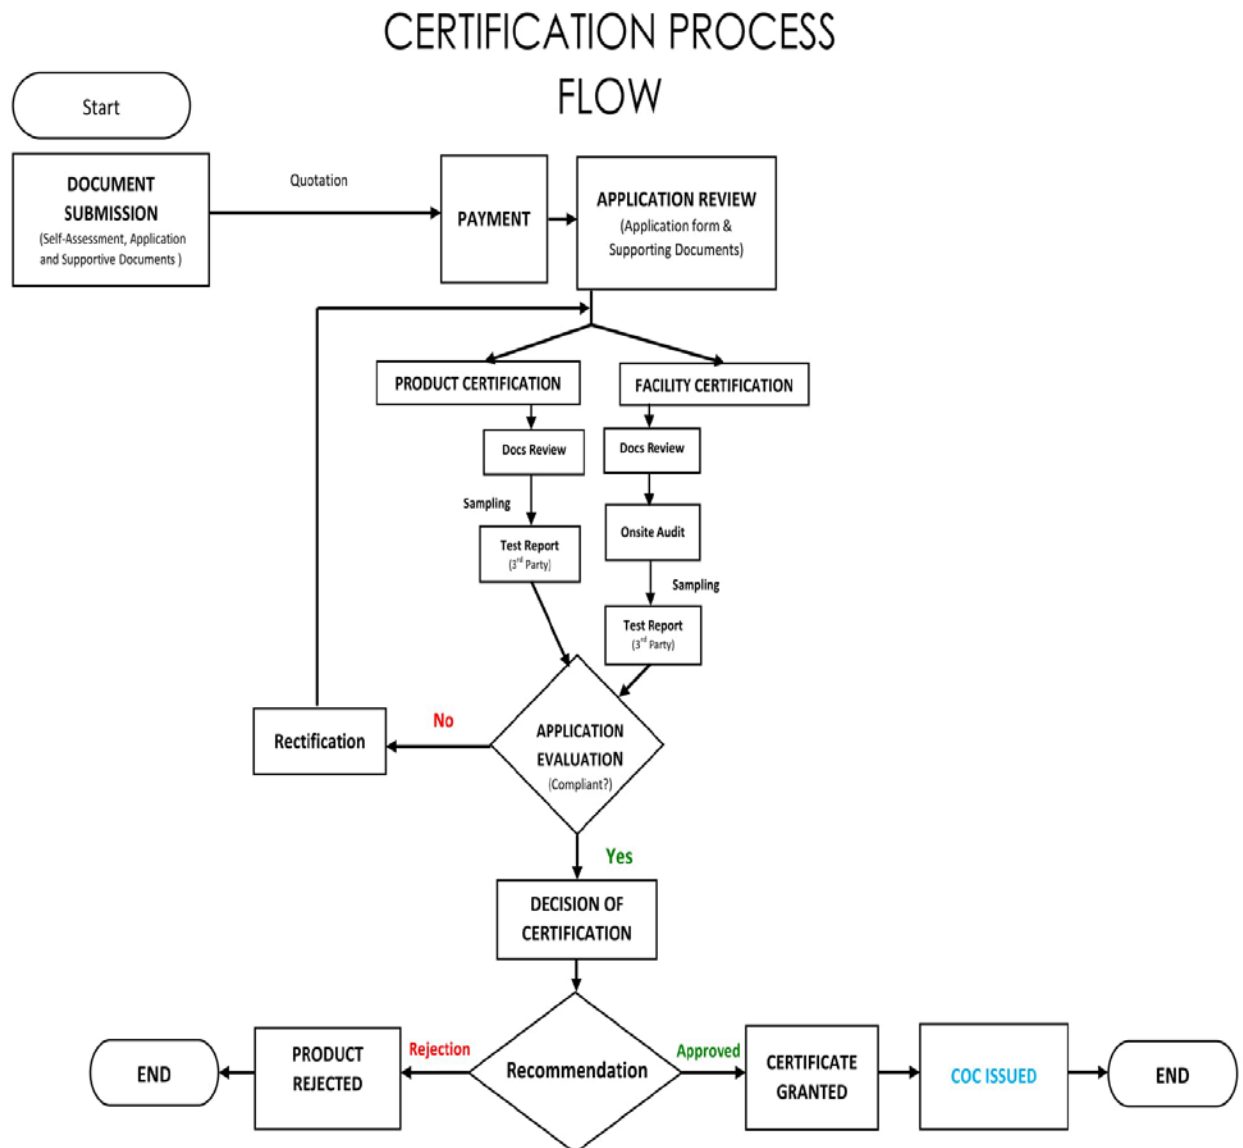 CERTIFICATION PROCESS
FLOW
Start
DOCUMENT
SUBMISSION
(Self-Assessment, Application
and Supportive Documents )
Quotation
PAYMENT
APPLICATION REVIEW
(Application form &
Supporting Documents)
PRODUCT CERTIFICATION
FACILITY CERTIFICATION
Docs Review
Docs Review
Sampling
Onsite Audit
Test Report
(3rd Party)
Sampling
Test Report
(3rd Party)
APPLICATION
EVALUATION
(Compliant?)
No
Rectification
Yes
DECISION OF
CERTIFICATION
Recommendation
Rejection
PRODUCT
REJECTED
END
Approved
CERTIFICATE
GRANTED
COC ISSUED
END